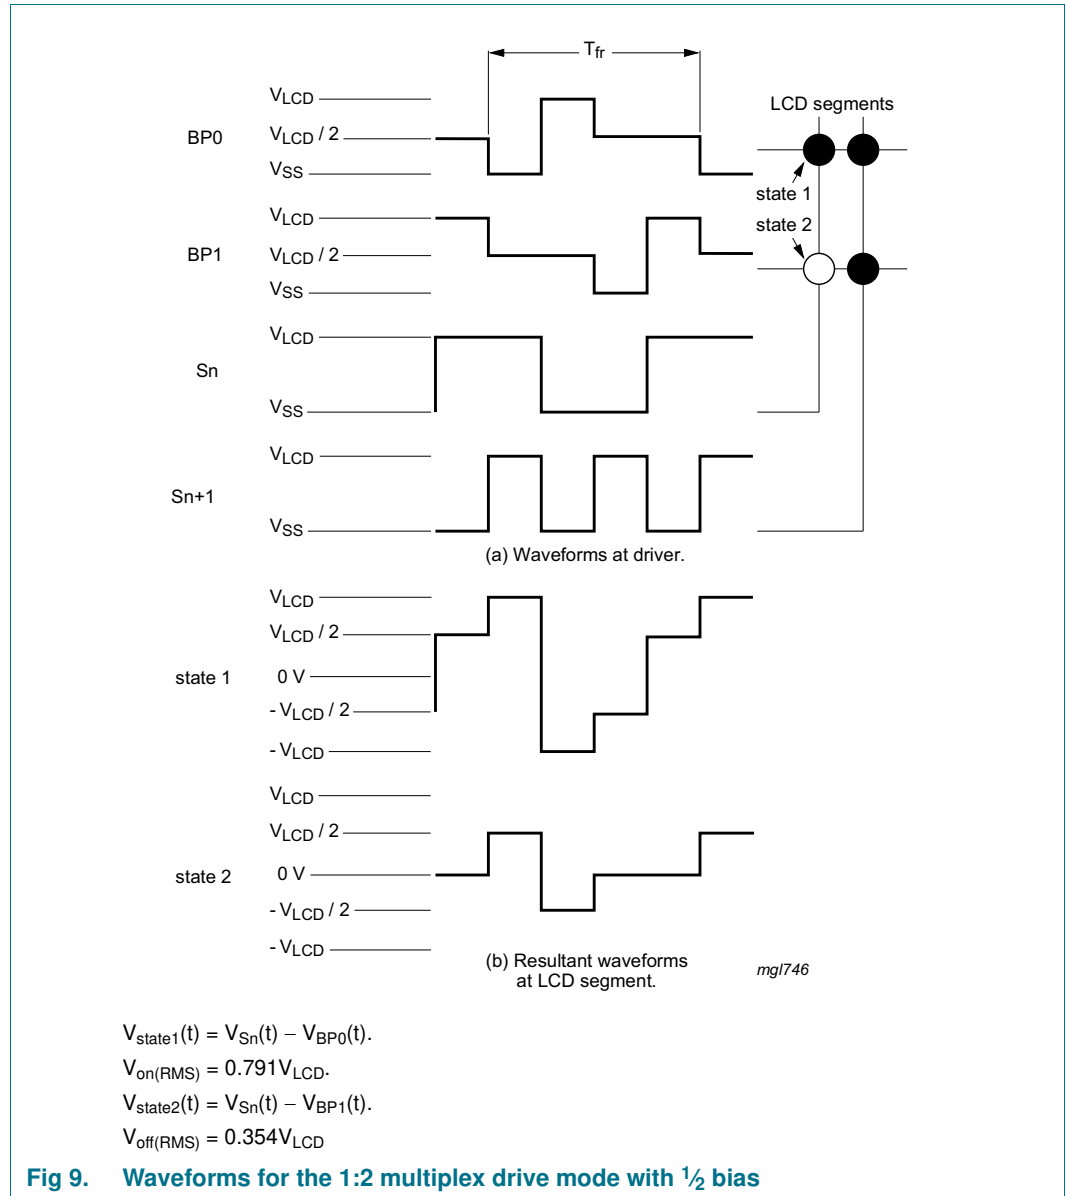 Tfr
VLCD
BP0
VLCD / 2
VSS
LCD segments
state 1
state 2
VLCD
BP1
VLCD / 2
VSS
VLCD
Sn
VSS
VLCD
Sn+1
VSS
(a) Waveforms at driver.
VLCD
VLCD / 2
state 1
0 V
- VLCD / 2
- VLCD
VLCD
VLCD / 2
state 2
0 V
- VLCD / 2
- VLCD
(b) Resultant waveforms
at LCD segment.
mgl746
Vstate1(t) = VSn(t) − VBP0(t).
Von(RMS) = 0.791VLCD.
Vstate2(t) = VSn(t) − VBP1(t).
Voff(RMS) = 0.354VLCD
Fig 9. Waveforms for the 1:2 multiplex drive mode with 1⁄2 bias